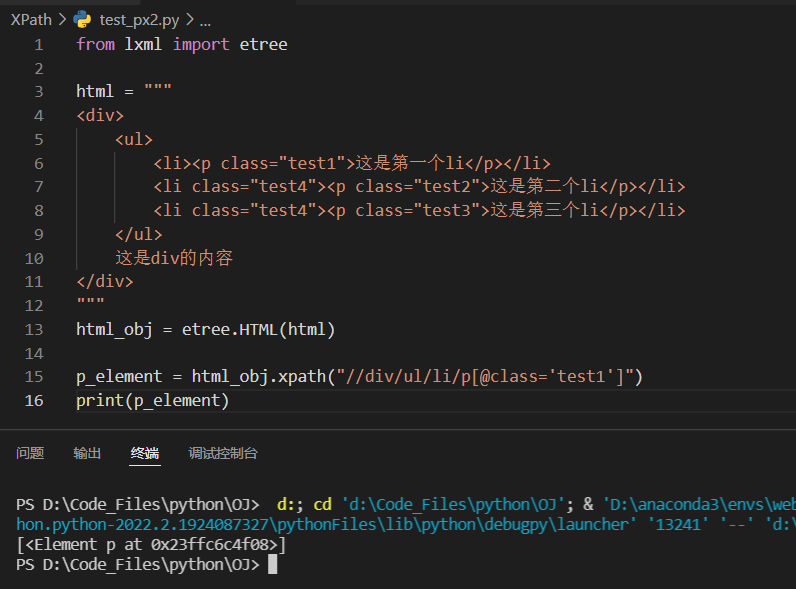 XPath > test_px2.py > ...
1 from lxml import etree
2
3 html = """
4 <div>
5     <ul>
6         <li><p class="test1">这是第一个li</p></li>
7         <li class="test4"><p class="test2">这是第二个li</p></li>
8         <li class="test4"><p class="test3">这是第三个li</p></li>
9     </ul>
10     这是div的内容
11 </div>
12 """
13 html_obj = etree.HTML(html)
14
15 p_element = html_obj.xpath("//div/ul/li/p[@class='test1']")
16 print(p_element)
问题 输出 终端 调试控制台
PS D:\Code_Files\python\OJ>  d:; cd 'd:\Code_Files\python\OJ'; & 'D:\anaconda3\envs\web
hon.python-2022.2.1924087327\pythonFiles\lib\python\debugpy\launcher' '13241' '--' 'd:\
[<Element p at 0x23ffc6c4f08>]
PS D:\Code_Files\python\OJ>